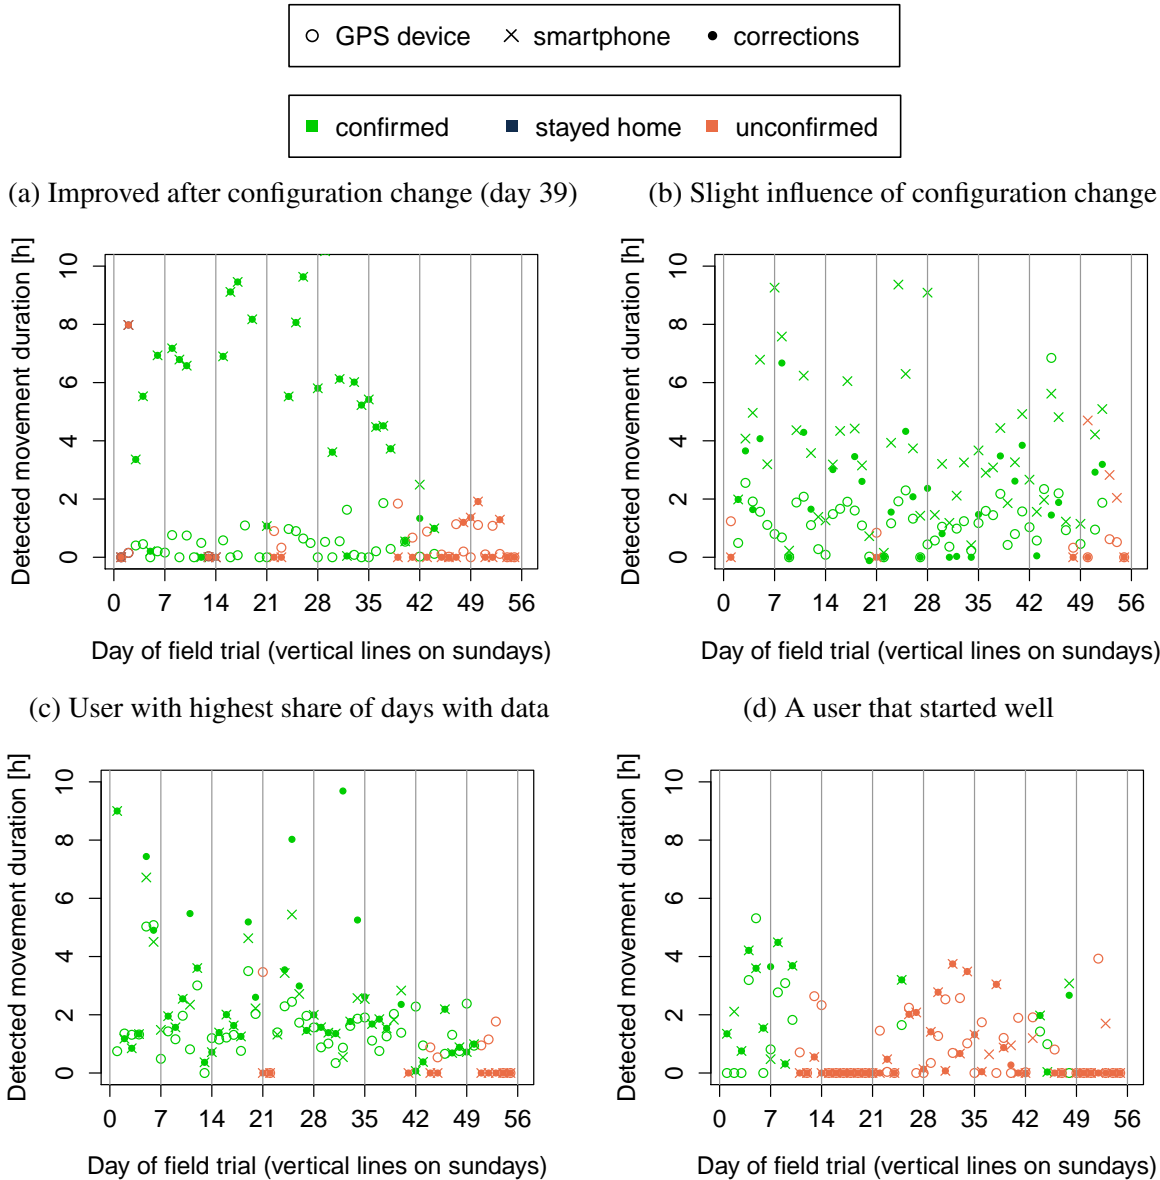 GPS device smartphone corrections
confirmed stayed home unconfirmed
(a) Improved after configuration change (day 39)
(b) Slight influence of configuration change
Detected movement duration [h]
0 2 4 6 8 10
0 7 14 21 28 35 42 49 56
Day of field trial (vertical lines on sundays)
Detected movement duration [h]
0 2 4 6 8 10
0 7 14 21 28 35 42 49 56
Day of field trial (vertical lines on sundays)
(c) User with highest share of days with data
(d) A user that started well
Detected movement duration [h]
0 2 4 6 8 10
0 7 14 21 28 35 42 49 56
Day of field trial (vertical lines on sundays)
Detected movement duration [h]
0 2 4 6 8 10
0 7 14 21 28 35 42 49 56
Day of field trial (vertical lines on sundays)